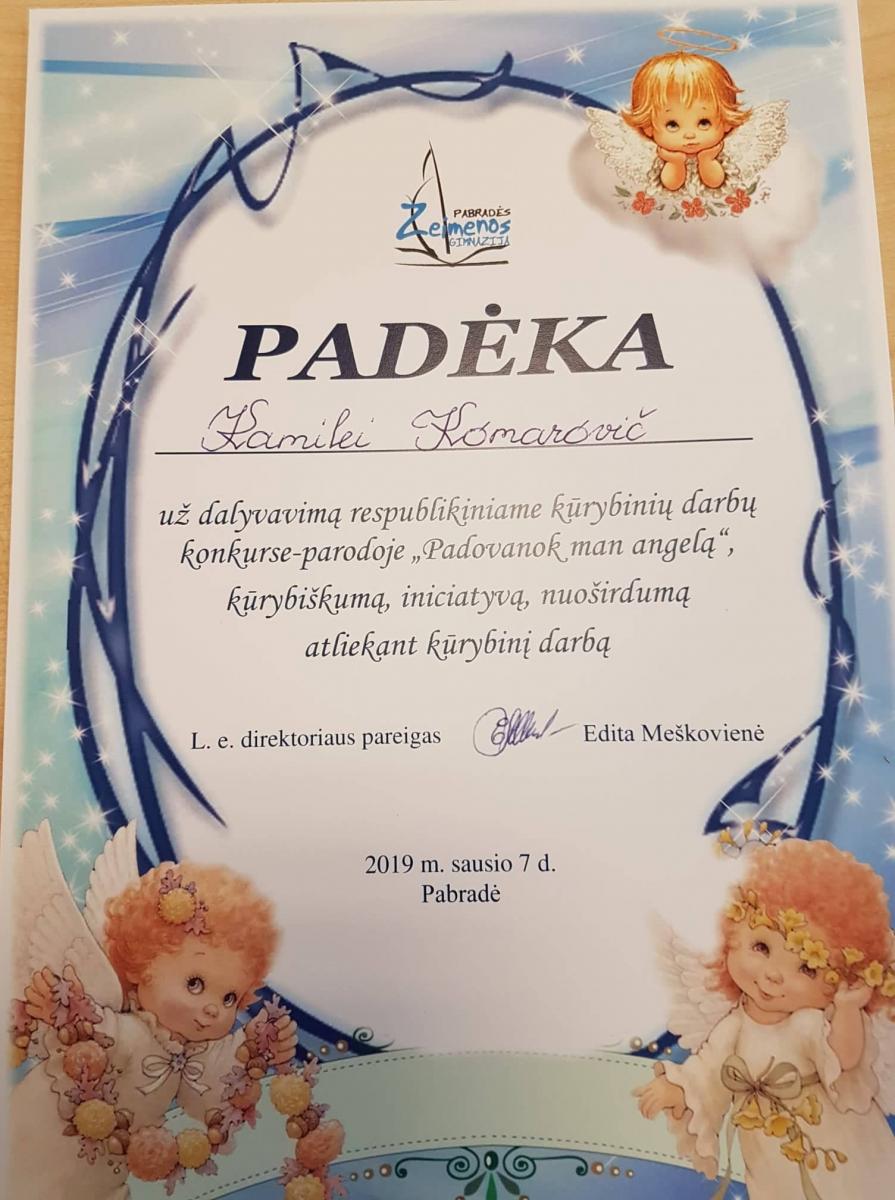 PABRADĖS
Žeimenos
GIMNAZIJA
PADĖKA
Kamilei Komarovič
už dalyvavimą respublikiniame kūrybinių darbų
konkurse-parodoje „Padovanok man angelą“,
kūrybiškumą, iniciatyvą, nuoširdumą
atliekant kūrybinį darbą
L. e. direktoriaus pareigas Edita Meškovienė
2019 m. sausio 7 d.
Pabradė